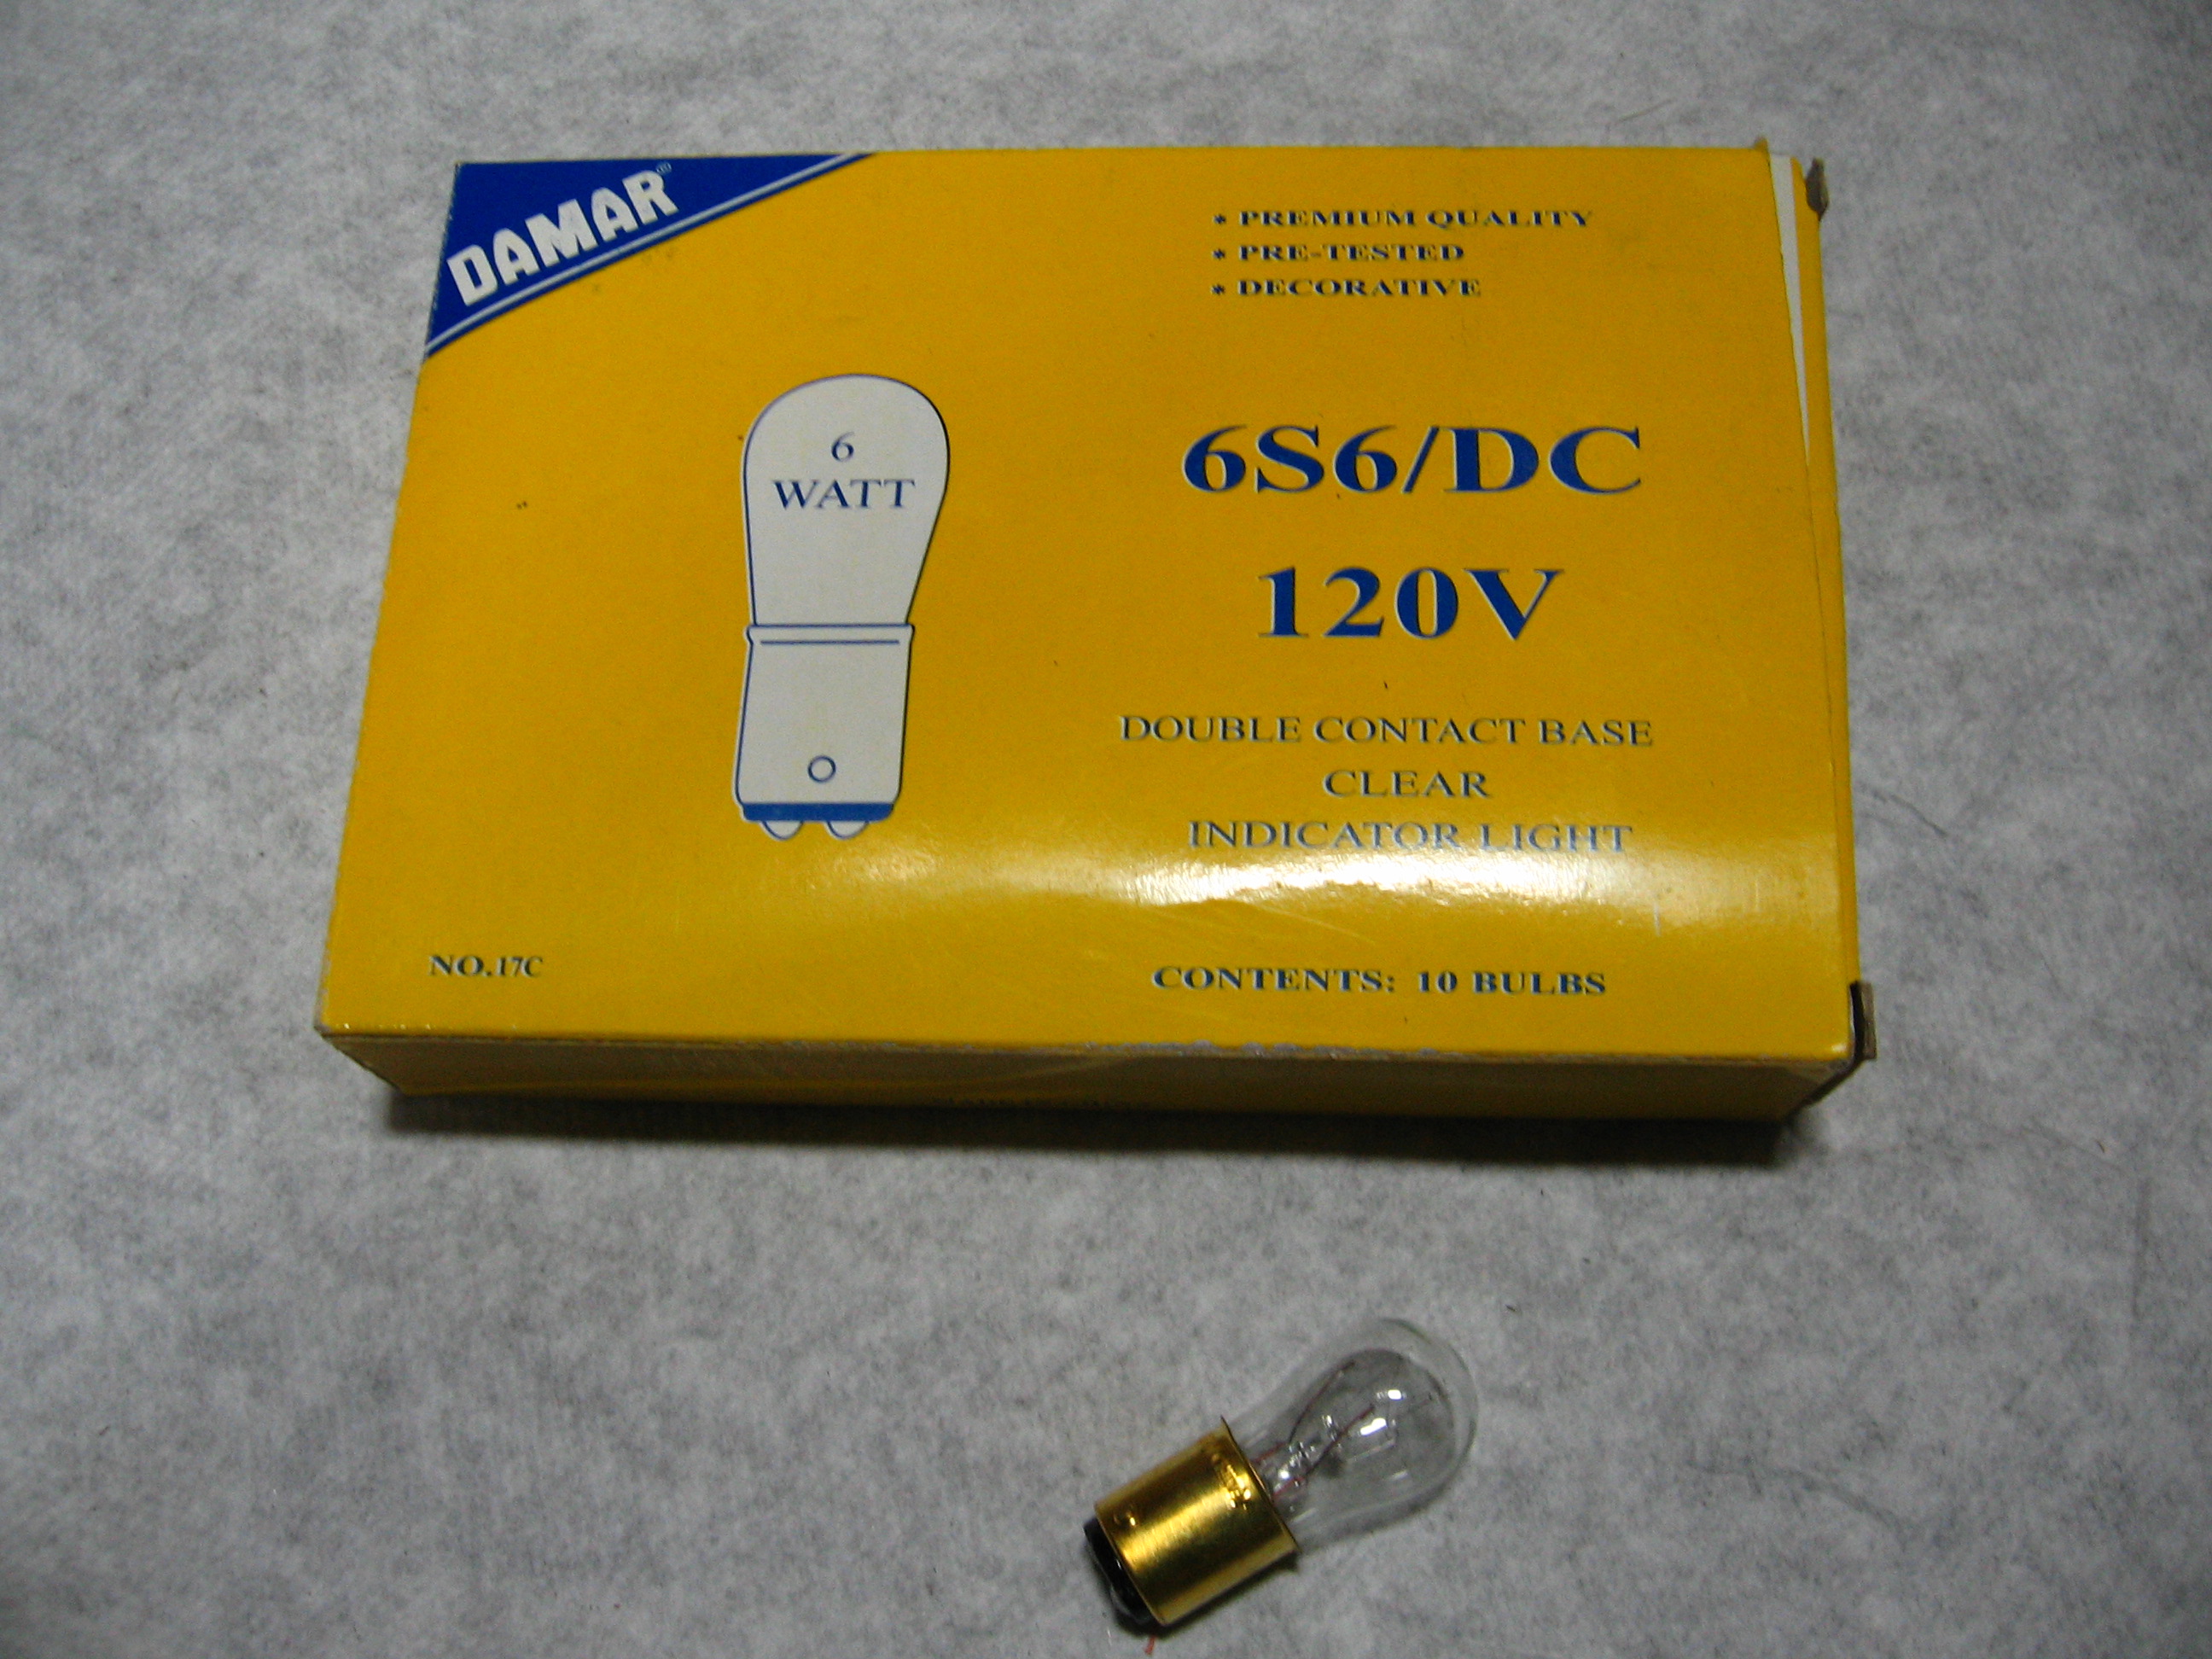 DAMAR®
* PREMIUM QUALITY
* PRE-TESTED
* DECORATIVE
6
WATT
6S6/DC
120V
DOUBLE CONTACT BASE
CLEAR
INDICATOR LIGHT
NO.17C
CONTENTS: 10 BULBS